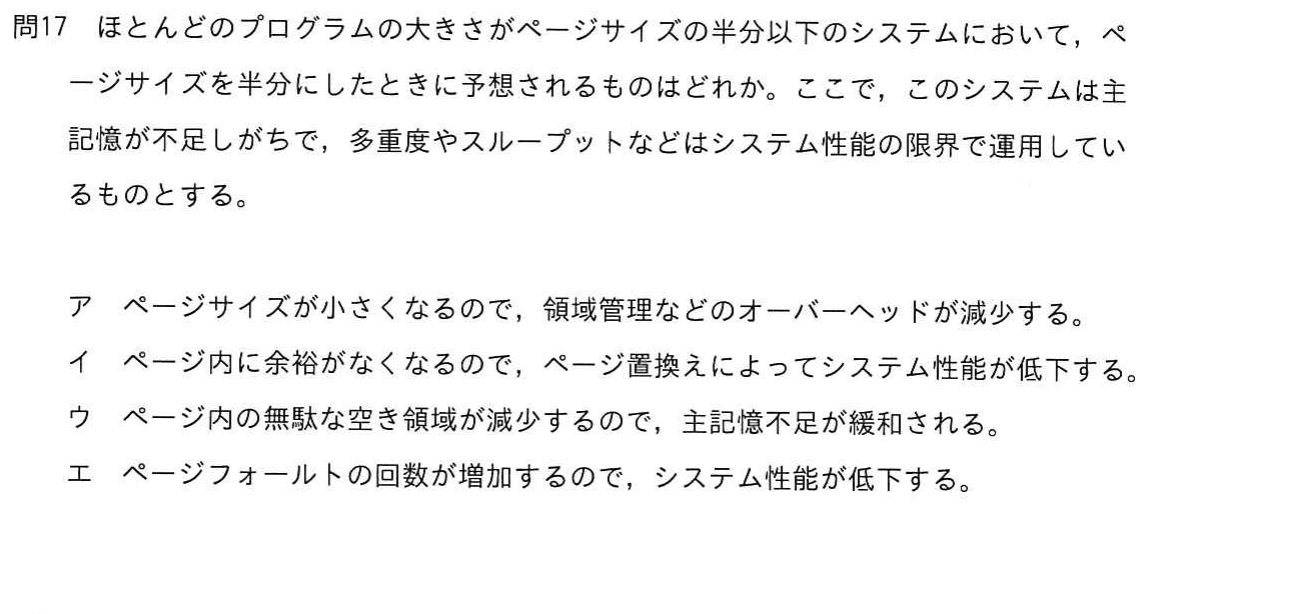 問17　ほとんどのプログラムの大きさがページサイズの半分以下のシステムにおいて，ペ
ージサイズを半分にしたときに予想されるものはどれか。ここで，このシステムは主
記憶が不足しがちで，多重度やスループットなどはシステム性能の限界で運用してい
るものとする。
ア　ページサイズが小さくなるので，領域管理などのオーバーヘッドが減少する。
イ　ページ内に余裕がなくなるので，ページ置換えによってシステム性能が低下する。
ウ　ページ内の無駄な空き領域が減少するので，主記憶不足が緩和される。
エ　ページフォールトの回数が増加するので，システム性能が低下する。